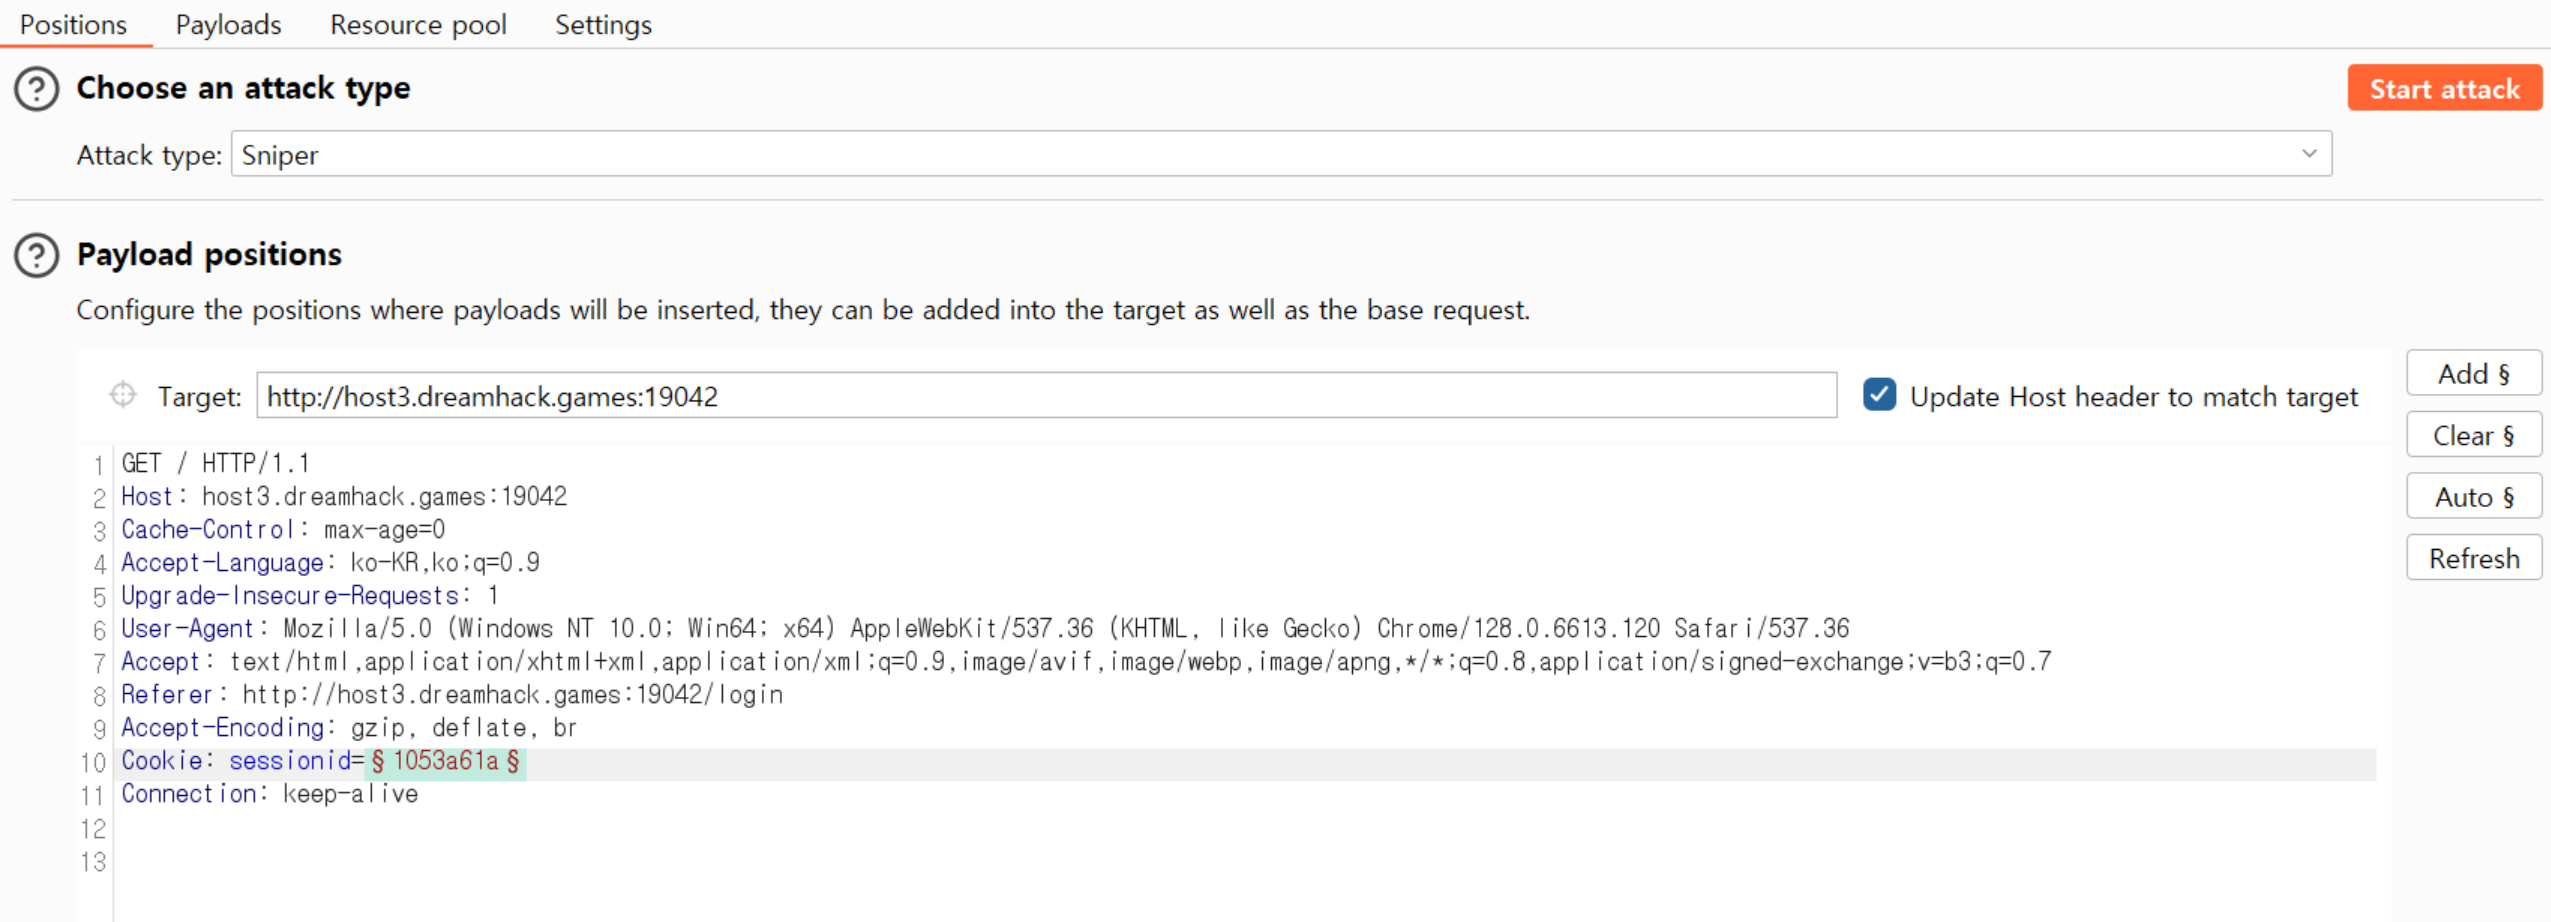 Positions Payloads Resource pool Settings
Choose an attack type
Start attack
Attack type: Sniper
Payload positions
Configure the positions where payloads will be inserted, they can be added into the target as well as the base request.
Target: http://host3.dreamhack.games:19042 Update Host header to match target
Add §
Clear §
Auto §
Refresh
1 GET / HTTP/1.1
2 Host: host3.dreamhack.games:19042
3 Cache-Control: max-age=0
4 Accept-Language: ko-KR,ko;q=0.9
5 Upgrade-Insecure-Requests: 1
6 User-Agent: Mozilla/5.0 (Windows NT 10.0; Win64; x64) AppleWebKit/537.36 (KHTML, like Gecko) Chrome/128.0.6613.120 Safari/537.36
7 Accept: text/html,application/xhtml+xml,application/xml;q=0.9,image/avif,image/webp,image/apng,*/*;q=0.8,application/signed-exchange;v=b3;q=0.7
8 Referer: http://host3.dreamhack.games:19042/login
9 Accept-Encoding: gzip, deflate, br
10 Cookie: sessionid=§1053a61a§
11 Connection: keep-alive
12
13